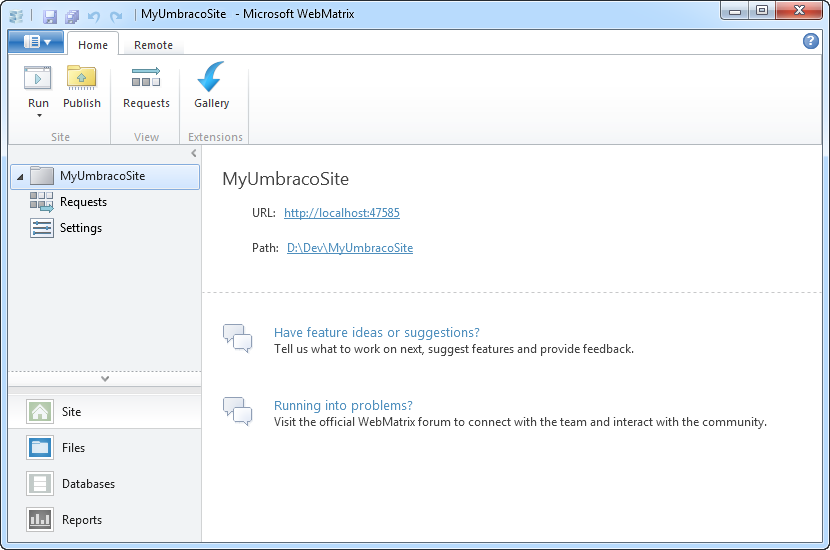 MyUmbracoSite - Microsoft WebMatrix
Home Remote
Run Publish Requests Gallery
Site View Extensions
MyUmbracoSite
Requests
Settings
Site
Files
Databases
Reports
MyUmbracoSite
URL: http://localhost:47585
Path: D:\Dev\MyUmbracoSite
Have feature ideas or suggestions?
Tell us what to work on next, suggest features and provide feedback.
Running into problems?
Visit the official WebMatrix forum to connect with the team and interact with the community.